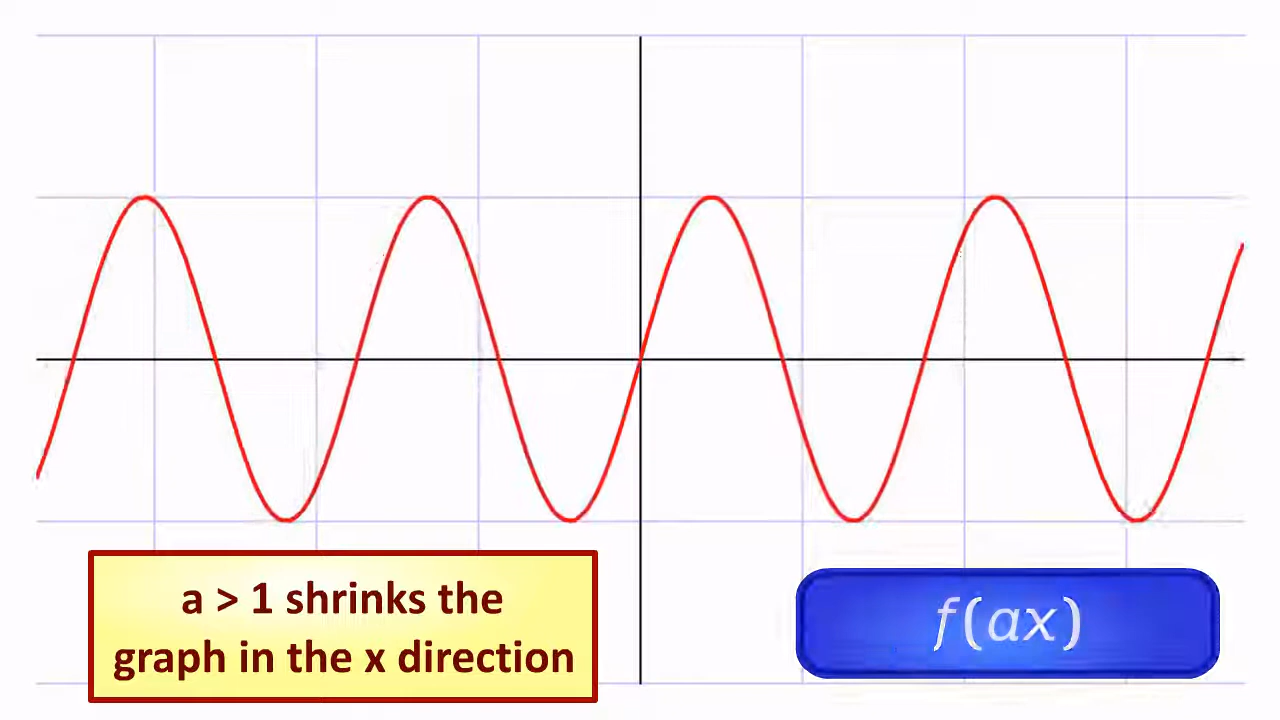 a > 1 shrinks the
graph in the x direction
f(ax)